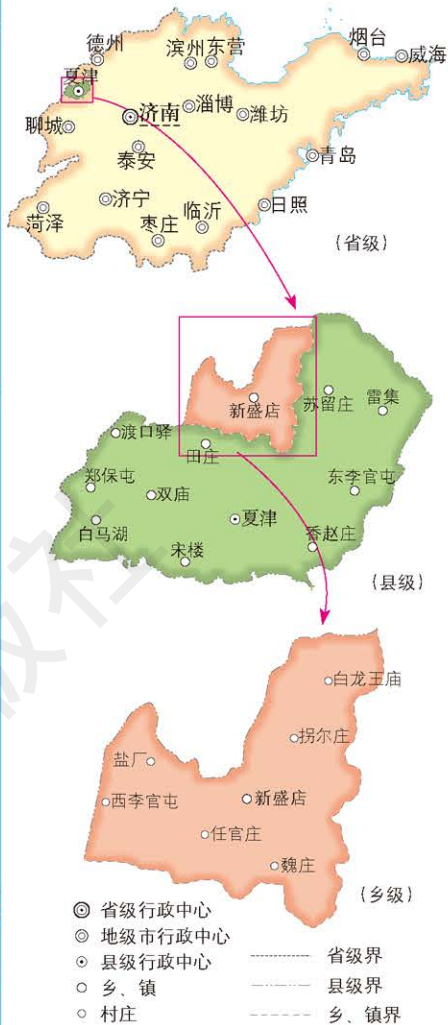 德州
滨州 东营
烟台
威海
夏津
济南
淄博
潍坊
聊城
泰安
青岛
济宁
日照
菏泽
枣庄
临沂
(省级)
新盛店
苏留庄
雷集
渡口驿
田庄
郑保屯
双庙
东李官屯
白马湖
夏津
香赵庄
宋楼
(县级)
白龙王庙
拐尔庄
盐厂
西李官屯
新盛店
任官庄
魏庄
(乡级)
省级行政中心
地级市行政中心
县级行政中心
乡、镇
村庄
省级界
县级界
乡、镇界
版社